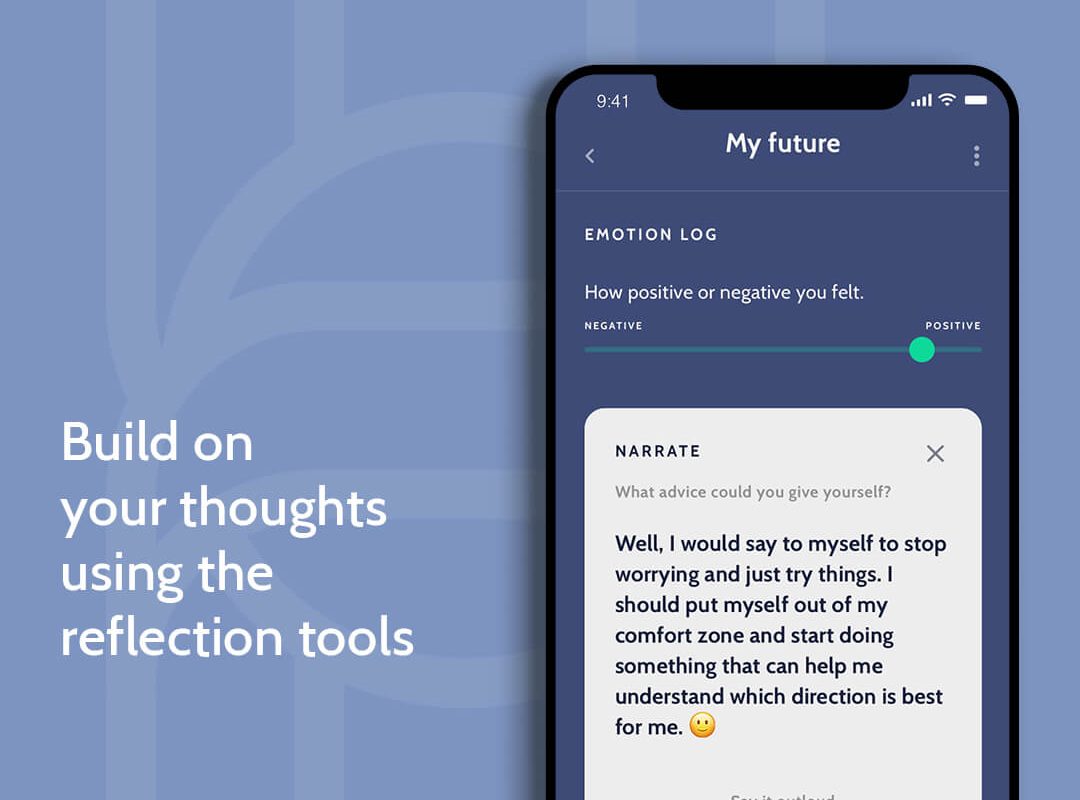 Build on
your thoughts
using the
reflection tools
9:41
My future
EMOTION LOG
How positive or negative you felt.
NEGATIVE
POSITIVE
NARRATE
What advice could you give yourself?
Well, I would say to myself to stop
worrying and just try things. I
should put myself out of my
comfort zone and start doing
something that can help me
understand which direction is best
for me. 🙂
Say it outloud